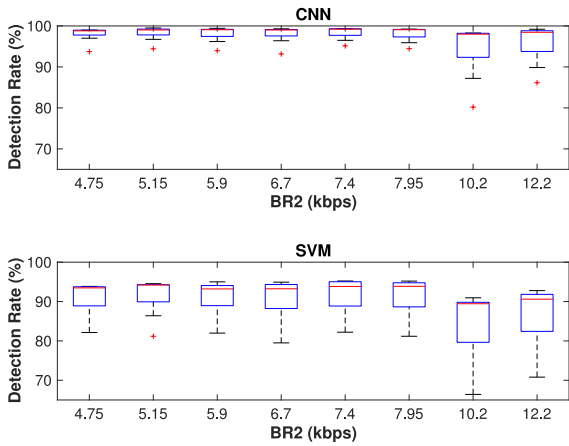 CNN
Detection Rate (%)
100
90
80
70
4.75 5.15 5.9 6.7 7.4 7.95 10.2 12.2
BR2 (kbps)
SVM
Detection Rate (%)
100
90
80
70
4.75 5.15 5.9 6.7 7.4 7.95 10.2 12.2
BR2 (kbps)